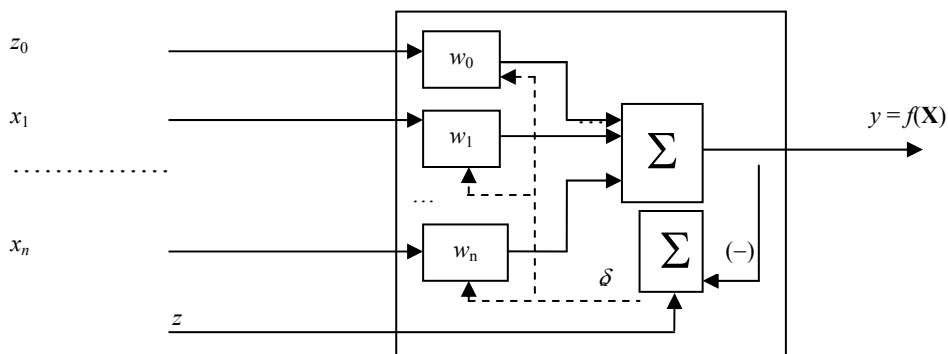 z0
w0
x1
y = f(X)
...
w1
Σ
....................
...
xn
wn
Σ
(–)
δ
z